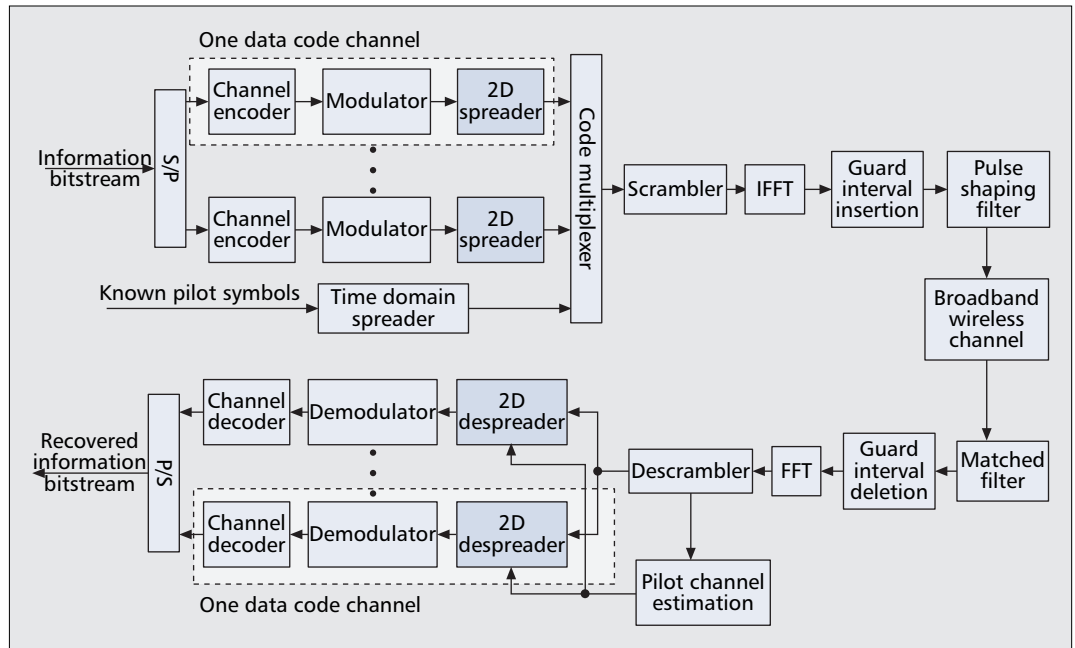 One data code channel
Channel
encoder
Modulator
2D
spreader
Information
bitstream
S/P
Channel
encoder
Modulator
2D
spreader
Known pilot symbols
Time domain
spreader
Code multiplexer
Scrambler
IFFT
Guard
interval
insertion
Pulse
shaping
filter
Broadband
wireless
channel
Matched
filter
Guard
interval
deletion
FFT
Descrambler
Pilot channel
estimation
2D
despreader
Demodulator
Channel
decoder
2D
despreader
Demodulator
Channel
decoder
P/S
Recovered
information
bitstream
One data code channel